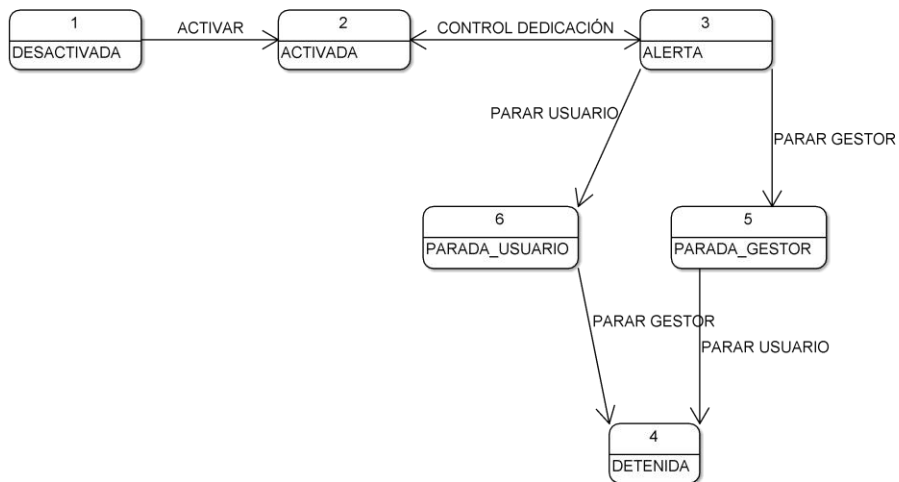 1
DESACTIVADA
ACTIVAR
2
ACTIVADA
CONTROL DEDICACIÓN
3
ALERTA
PARAR USUARIO
PARAR GESTOR
6
PARADA_USUARIO
5
PARADA_GESTOR
PARAR GESTOR
PARAR USUARIO
4
DETENIDA